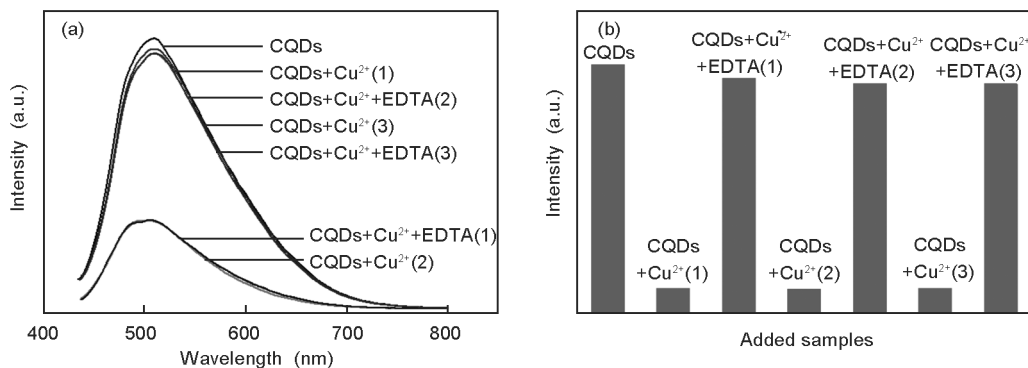 (a)
CQDs
CQDs+Cu²⁺(1)
CQDs+Cu²⁺+EDTA(2)
CQDs+Cu²⁺(3)
CQDs+Cu²⁺+EDTA(3)
CQDs+Cu²⁺+EDTA(1)
CQDs+Cu²⁺(2)
Intensity (a.u.)
400 500 600 700 800
Wavelength (nm)
(b)
CQDs
CQDs+Cu²⁺
+EDTA(1)
CQDs+Cu²⁺
+EDTA(2)
CQDs+Cu²⁺
+EDTA(3)
CQDs
+Cu²⁺(1)
CQDs
+Cu²⁺(2)
CQDs
+Cu²⁺(3)
Intensity (a.u.)
Added samples